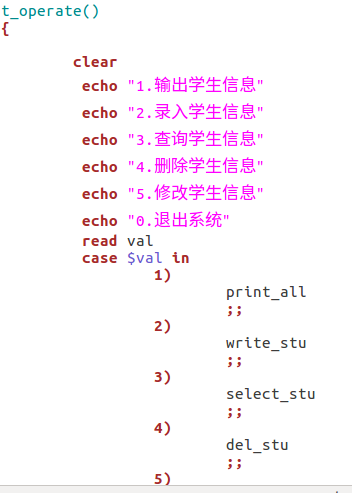 t_operate()
{
clear
echo "1.输出学生信息"
echo "2.录入学生信息"
echo "3.查询学生信息"
echo "4.删除学生信息"
echo "5.修改学生信息"
echo "0.退出系统"
read val
case $val in
1)
print_all
;;
2)
write_stu
;;
3)
select_stu
;;
4)
del_stu
;;
5)